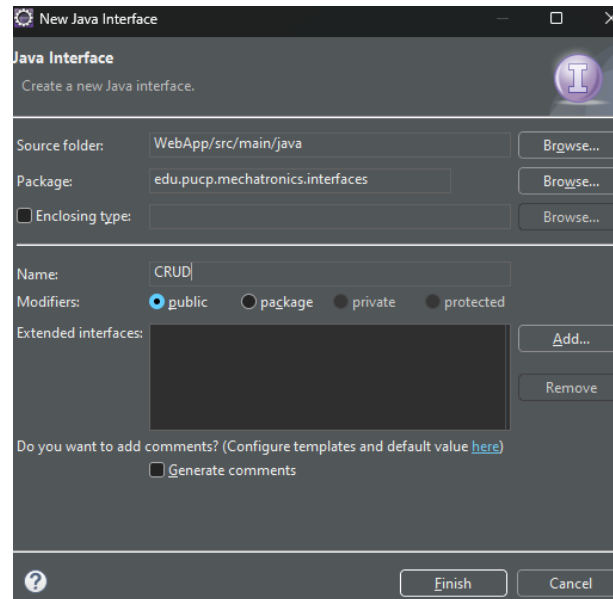 New Java Interface
Java Interface
Create a new Java interface.
Source folder: WebApp/src/main/java Browse...
Package: edu.pucp.mechatronics.interfaces Browse...
Enclosing type: Browse...
Name: CRUD
Modifiers: public package private protected
Extended interfaces: Add...
Remove
Do you want to add comments? (Configure templates and default value here)
Generate comments
? Finish Cancel